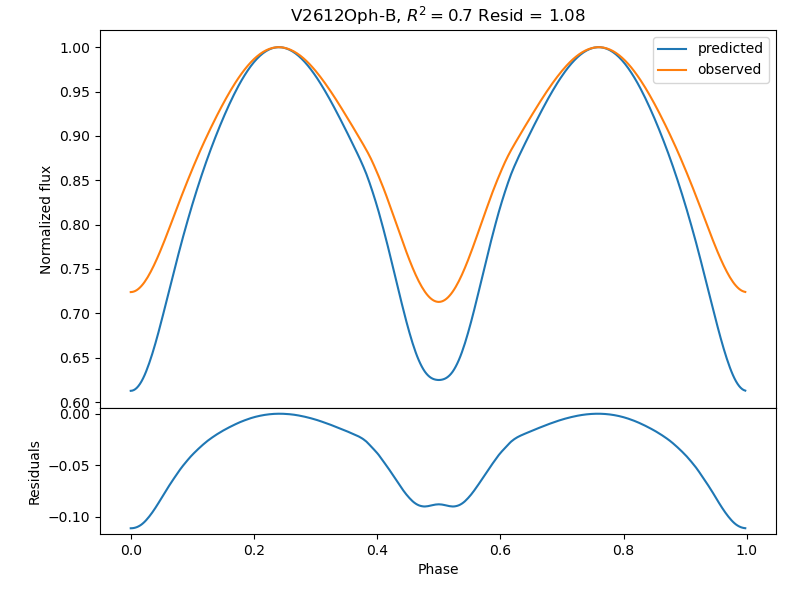 V2612Oph-B, $R^2 = 0.7$ Resid = 1.08
predicted
observed
Normalized flux
1.00
0.95
0.90
0.85
0.80
0.75
0.70
0.65
0.60
Residuals
0.00
−0.05
−0.10
0.0 0.2 0.4 0.6 0.8 1.0
Phase